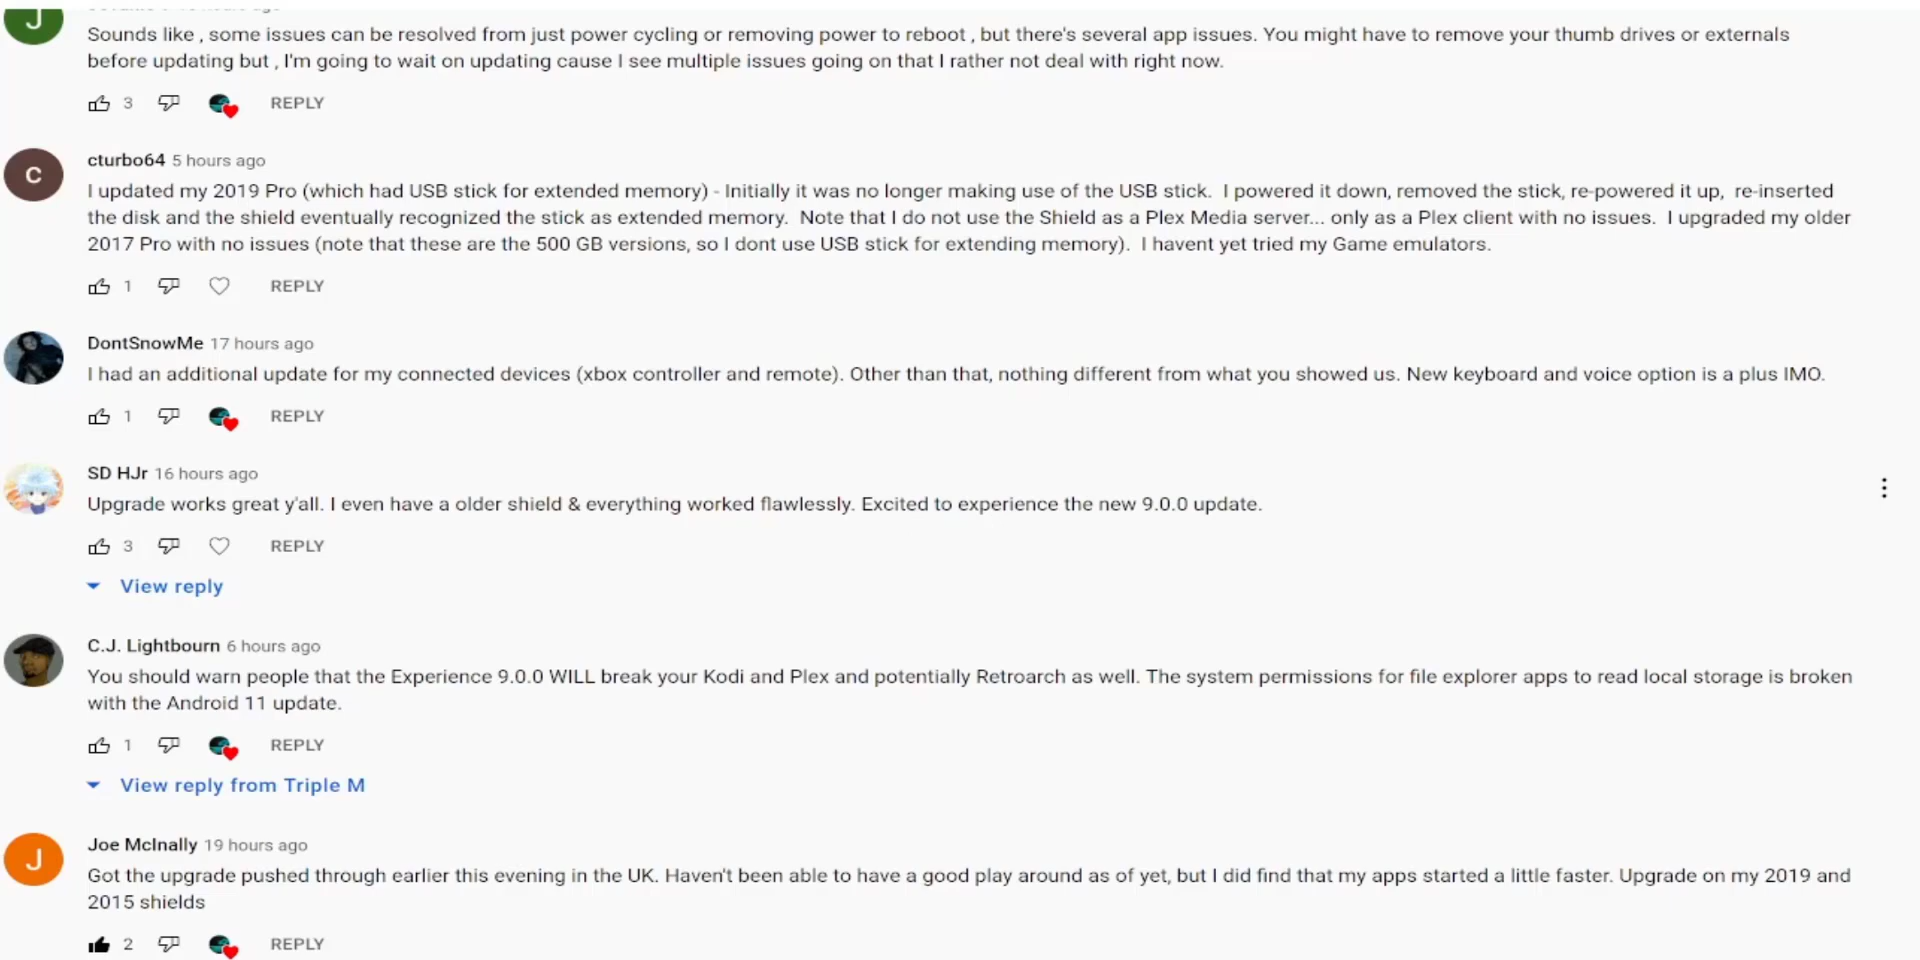 J
Sounds like , some issues can be resolved from just power cycling or removing power to reboot , but there's several app issues. You might have to remove your thumb drives or externals
before updating but , I'm going to wait on updating cause I see multiple issues going on that I rather not deal with right now.
3 REPLY
C
cturbo64 5 hours ago
I updated my 2019 Pro (which had USB stick for extended memory) - Initially it was no longer making use of the USB stick.  I powered it down, removed the stick, re-powered it up,  re-inserted
the disk and the shield eventually recognized the stick as extended memory.  Note that I do not use the Shield as a Plex Media server... only as a Plex client with no issues.  I upgraded my older
2017 Pro with no issues (note that these are the 500 GB versions, so I dont use USB stick for extending memory).  I havent yet tried my Game emulators.
1 REPLY
DontSnowMe 17 hours ago
I had an additional update for my connected devices (xbox controller and remote). Other than that, nothing different from what you showed us. New keyboard and voice option is a plus IMO.
1 REPLY
SD HJr 16 hours ago
Upgrade works great y'all. I even have a older shield & everything worked flawlessly. Excited to experience the new 9.0.0 update.
3 REPLY
View reply
C.J. Lightbourn 6 hours ago
You should warn people that the Experience 9.0.0 WILL break your Kodi and Plex and potentially Retroarch as well. The system permissions for file explorer apps to read local storage is broken
with the Android 11 update.
1 REPLY
View reply from Triple M
J
Joe McInally 19 hours ago
Got the upgrade pushed through earlier this evening in the UK. Haven't been able to have a good play around as of yet, but I did find that my apps started a little faster. Upgrade on my 2019 and
2015 shields
2 REPLY